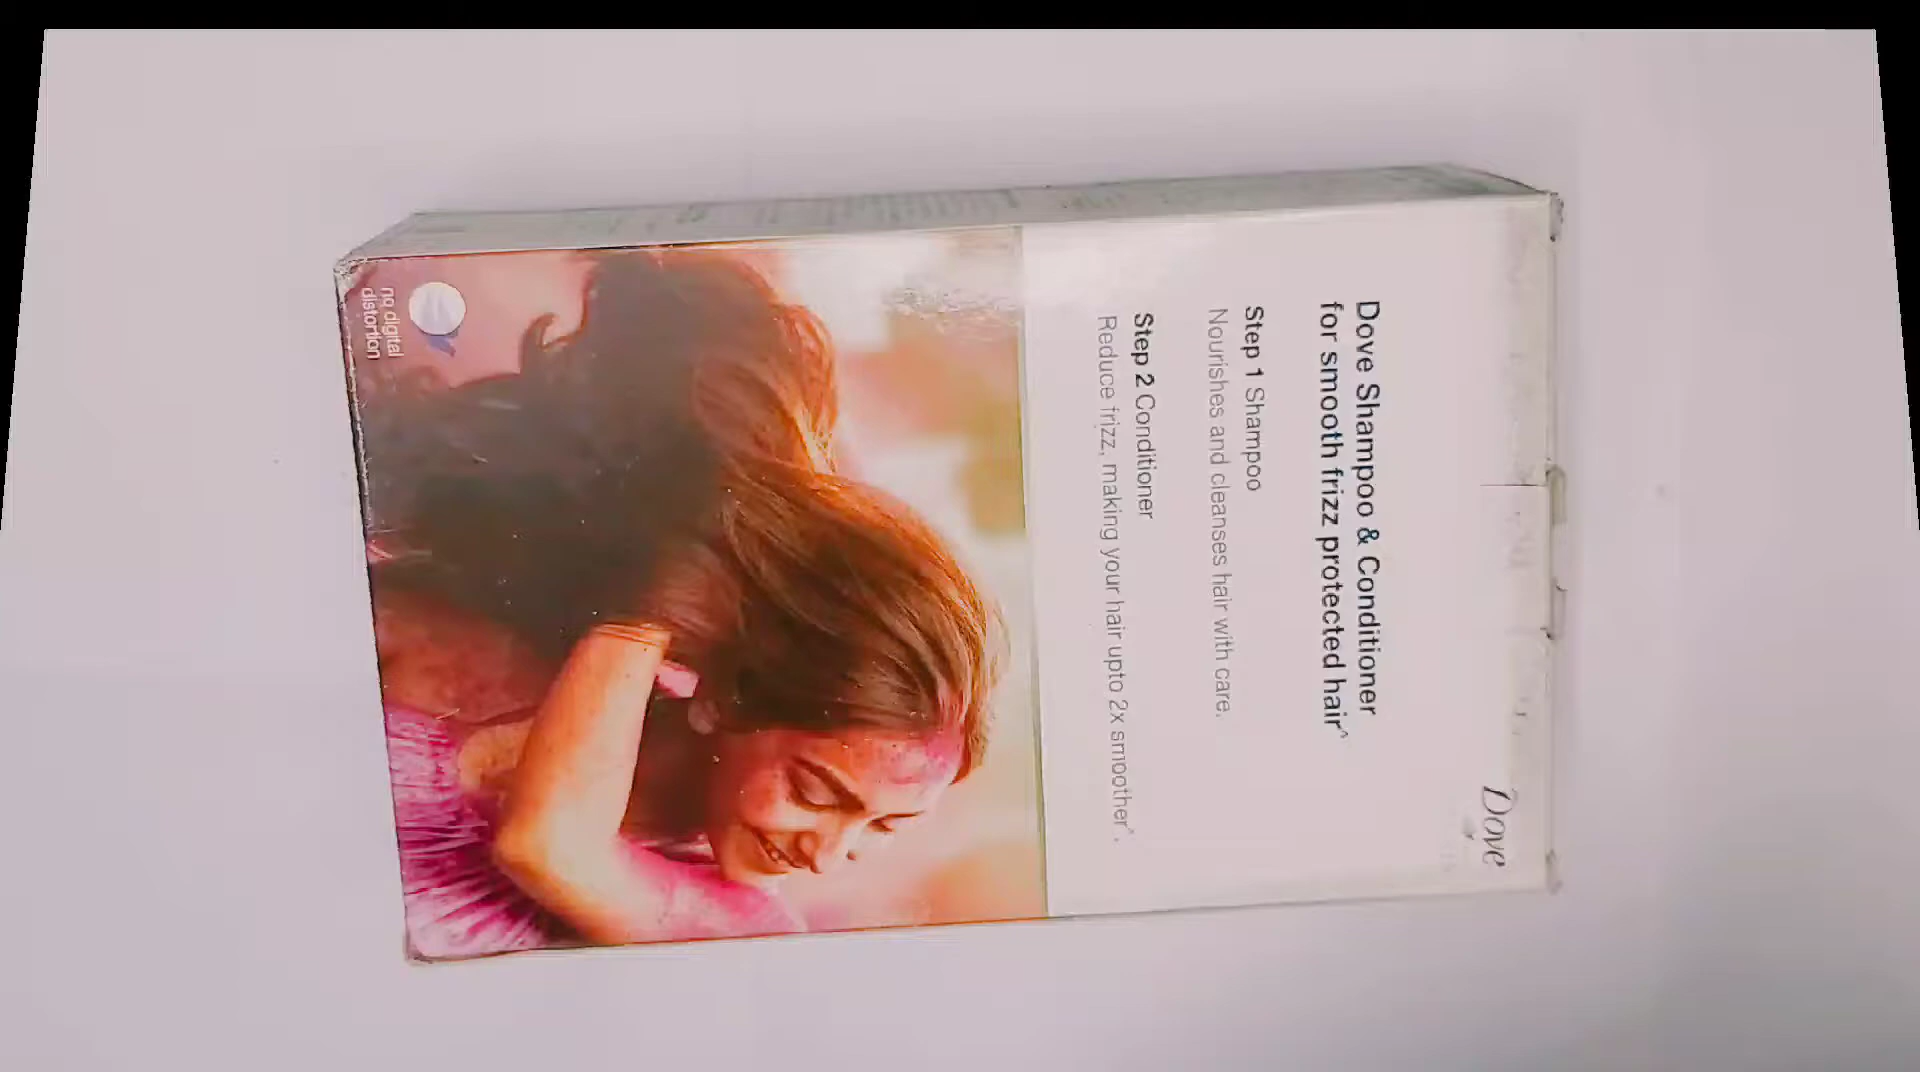 Dove
Dove Shampoo & Conditioner
for smooth frizz protected hair^
Step 1 Shampoo
Nourishes and cleanses hair with care.
Step 2 Conditioner
Reduce frizz, making your hair upto 2x smoother^.
no digital
distortion